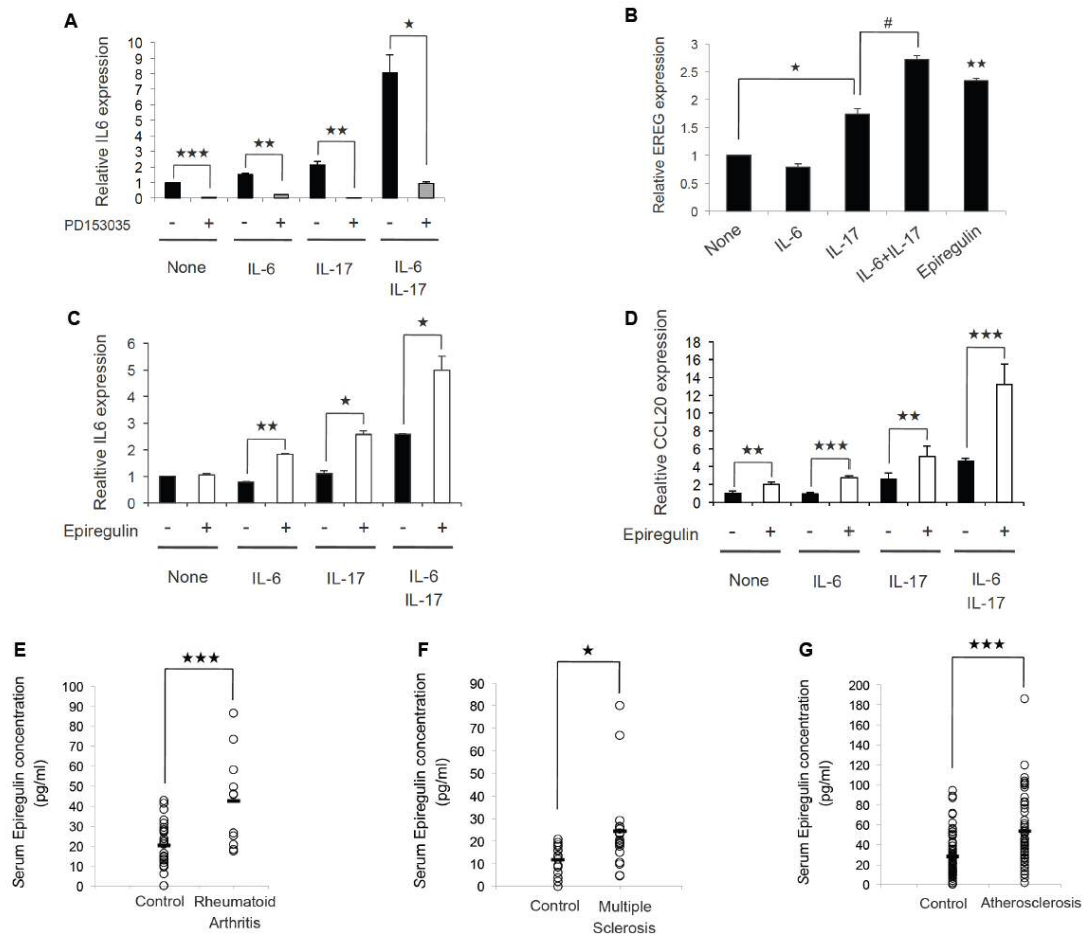 A
Relative IL6 expression
10
9
8
7
6
5
4
3
2
1
0
★★★
★★
★★
★
PD153035
- + - + - + - +
None IL-6 IL-17 IL-6
IL-17
B
Relative EREG expression
3
2.5
2
1.5
1
0.5
0
★
#
★★
None IL-6 IL-17 IL-6+IL-17 Epiregulin
C
Realtive IL6 expression
6
5
4
3
2
1
0
★★
★
★
Epiregulin - + - + - + - +
None IL-6 IL-17 IL-6
IL-17
D
Relative CCL20 expression
18
16
14
12
10
8
6
4
2
0
★★
★★★
★★
★★★
Epiregulin - + - + - + - +
None IL-6 IL-17 IL-6
IL-17
E
Serum Epiregulin concentration
(pg/ml)
100
90
80
70
60
50
40
30
20
10
0
★★★
Control Rheumatoid
Arthritis
F
Serum Epiregulin concentration
(pg/ml)
90
80
70
60
50
40
30
20
10
0
★
Control Multiple
Sclerosis
G
Serum Epiregulin concentration
(pg/ml)
200
180
160
140
120
100
80
60
40
20
0
★★★
Control Atherosclerosis